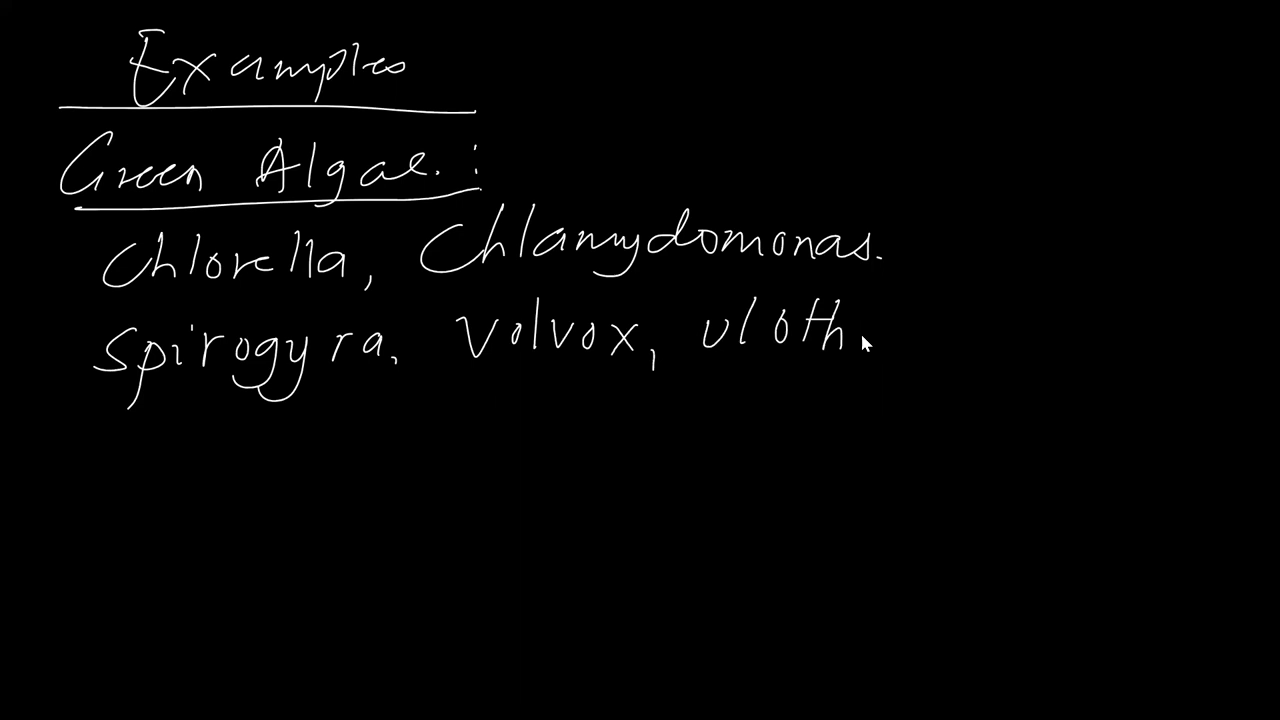 Examples
Green Algae. :
Chlorella, Chlamydomonas.
Spirogyra, Volvox, uloth